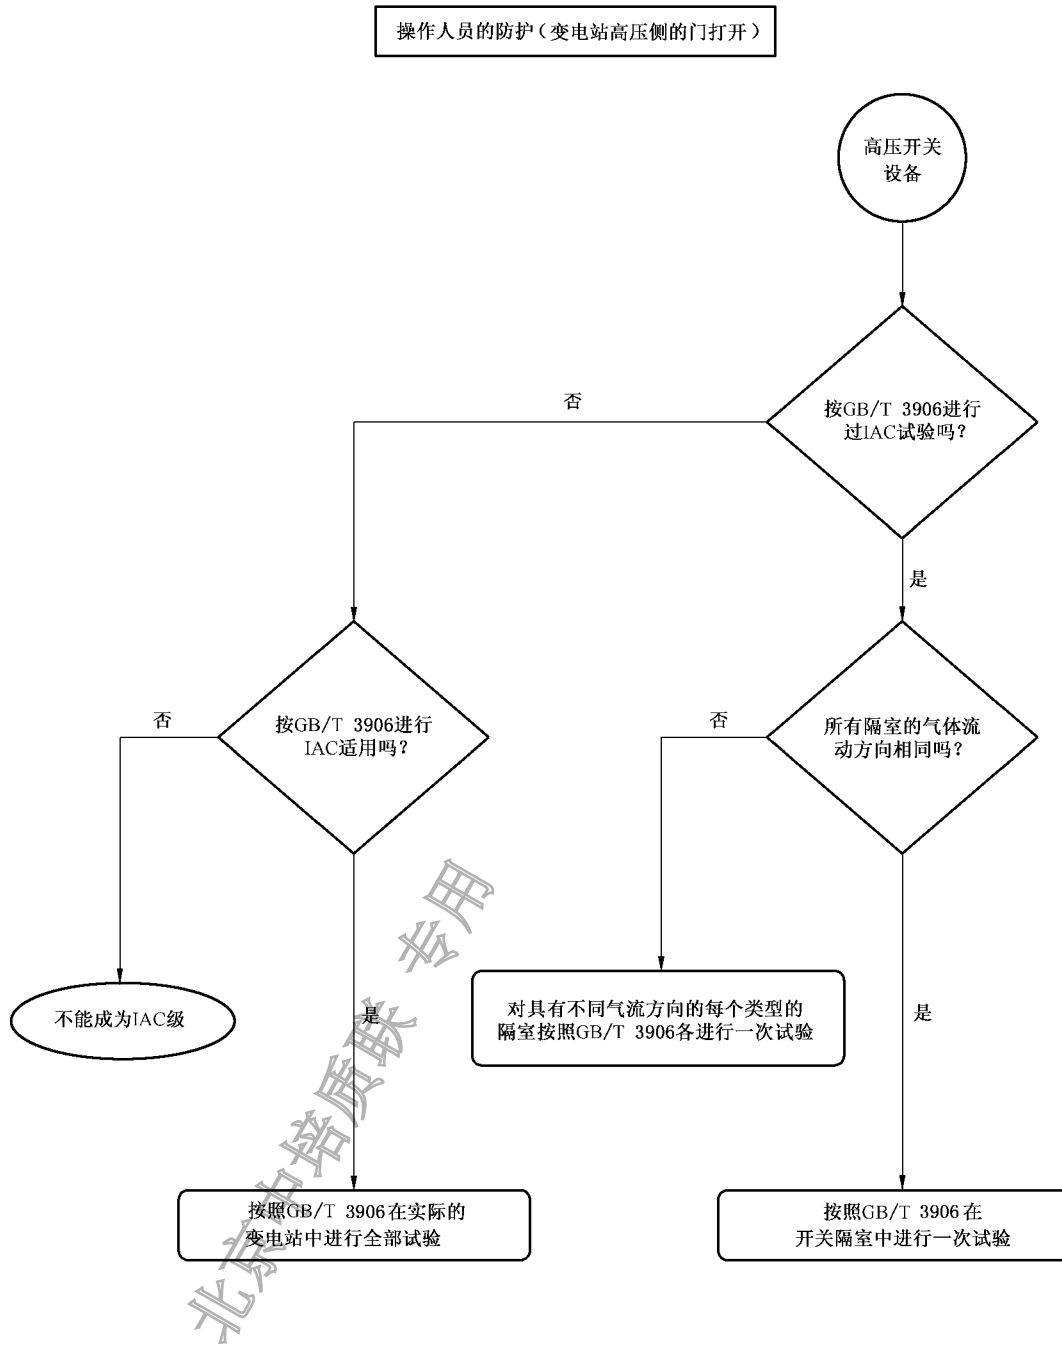 操作人员的防护(变电站高压侧的门打开)
高压开关
设备
否
按GB/T 3906进行
过IAC试验吗?
是
否
按GB/T 3906进行
IAC适用吗?
否
所有隔室的气体流
动方向相同吗?
不能成为IAC级
是
对具有不同气流方向的每个类型的
隔室按照GB/T 3906各进行一次试验
是
按照GB/T 3906在实际的
变电站中进行全部试验
按照GB/T 3906在
开关隔室中进行一次试验
北京中培质联 专用